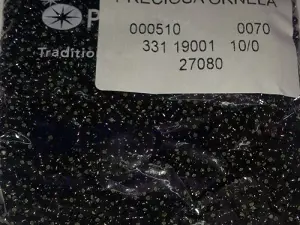 PRECIOSA ORNELA
000510 0070
331 19001 10/0
27080
P
Tradition